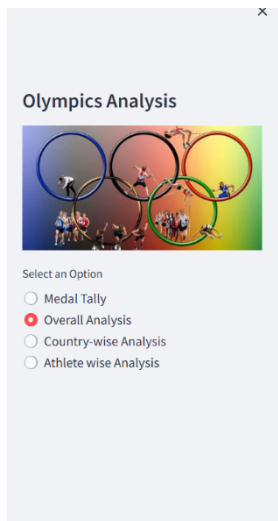 Olympics Analysis
Select an Option
Medal Tally
Overall Analysis
Country-wise Analysis
Athlete wise Analysis